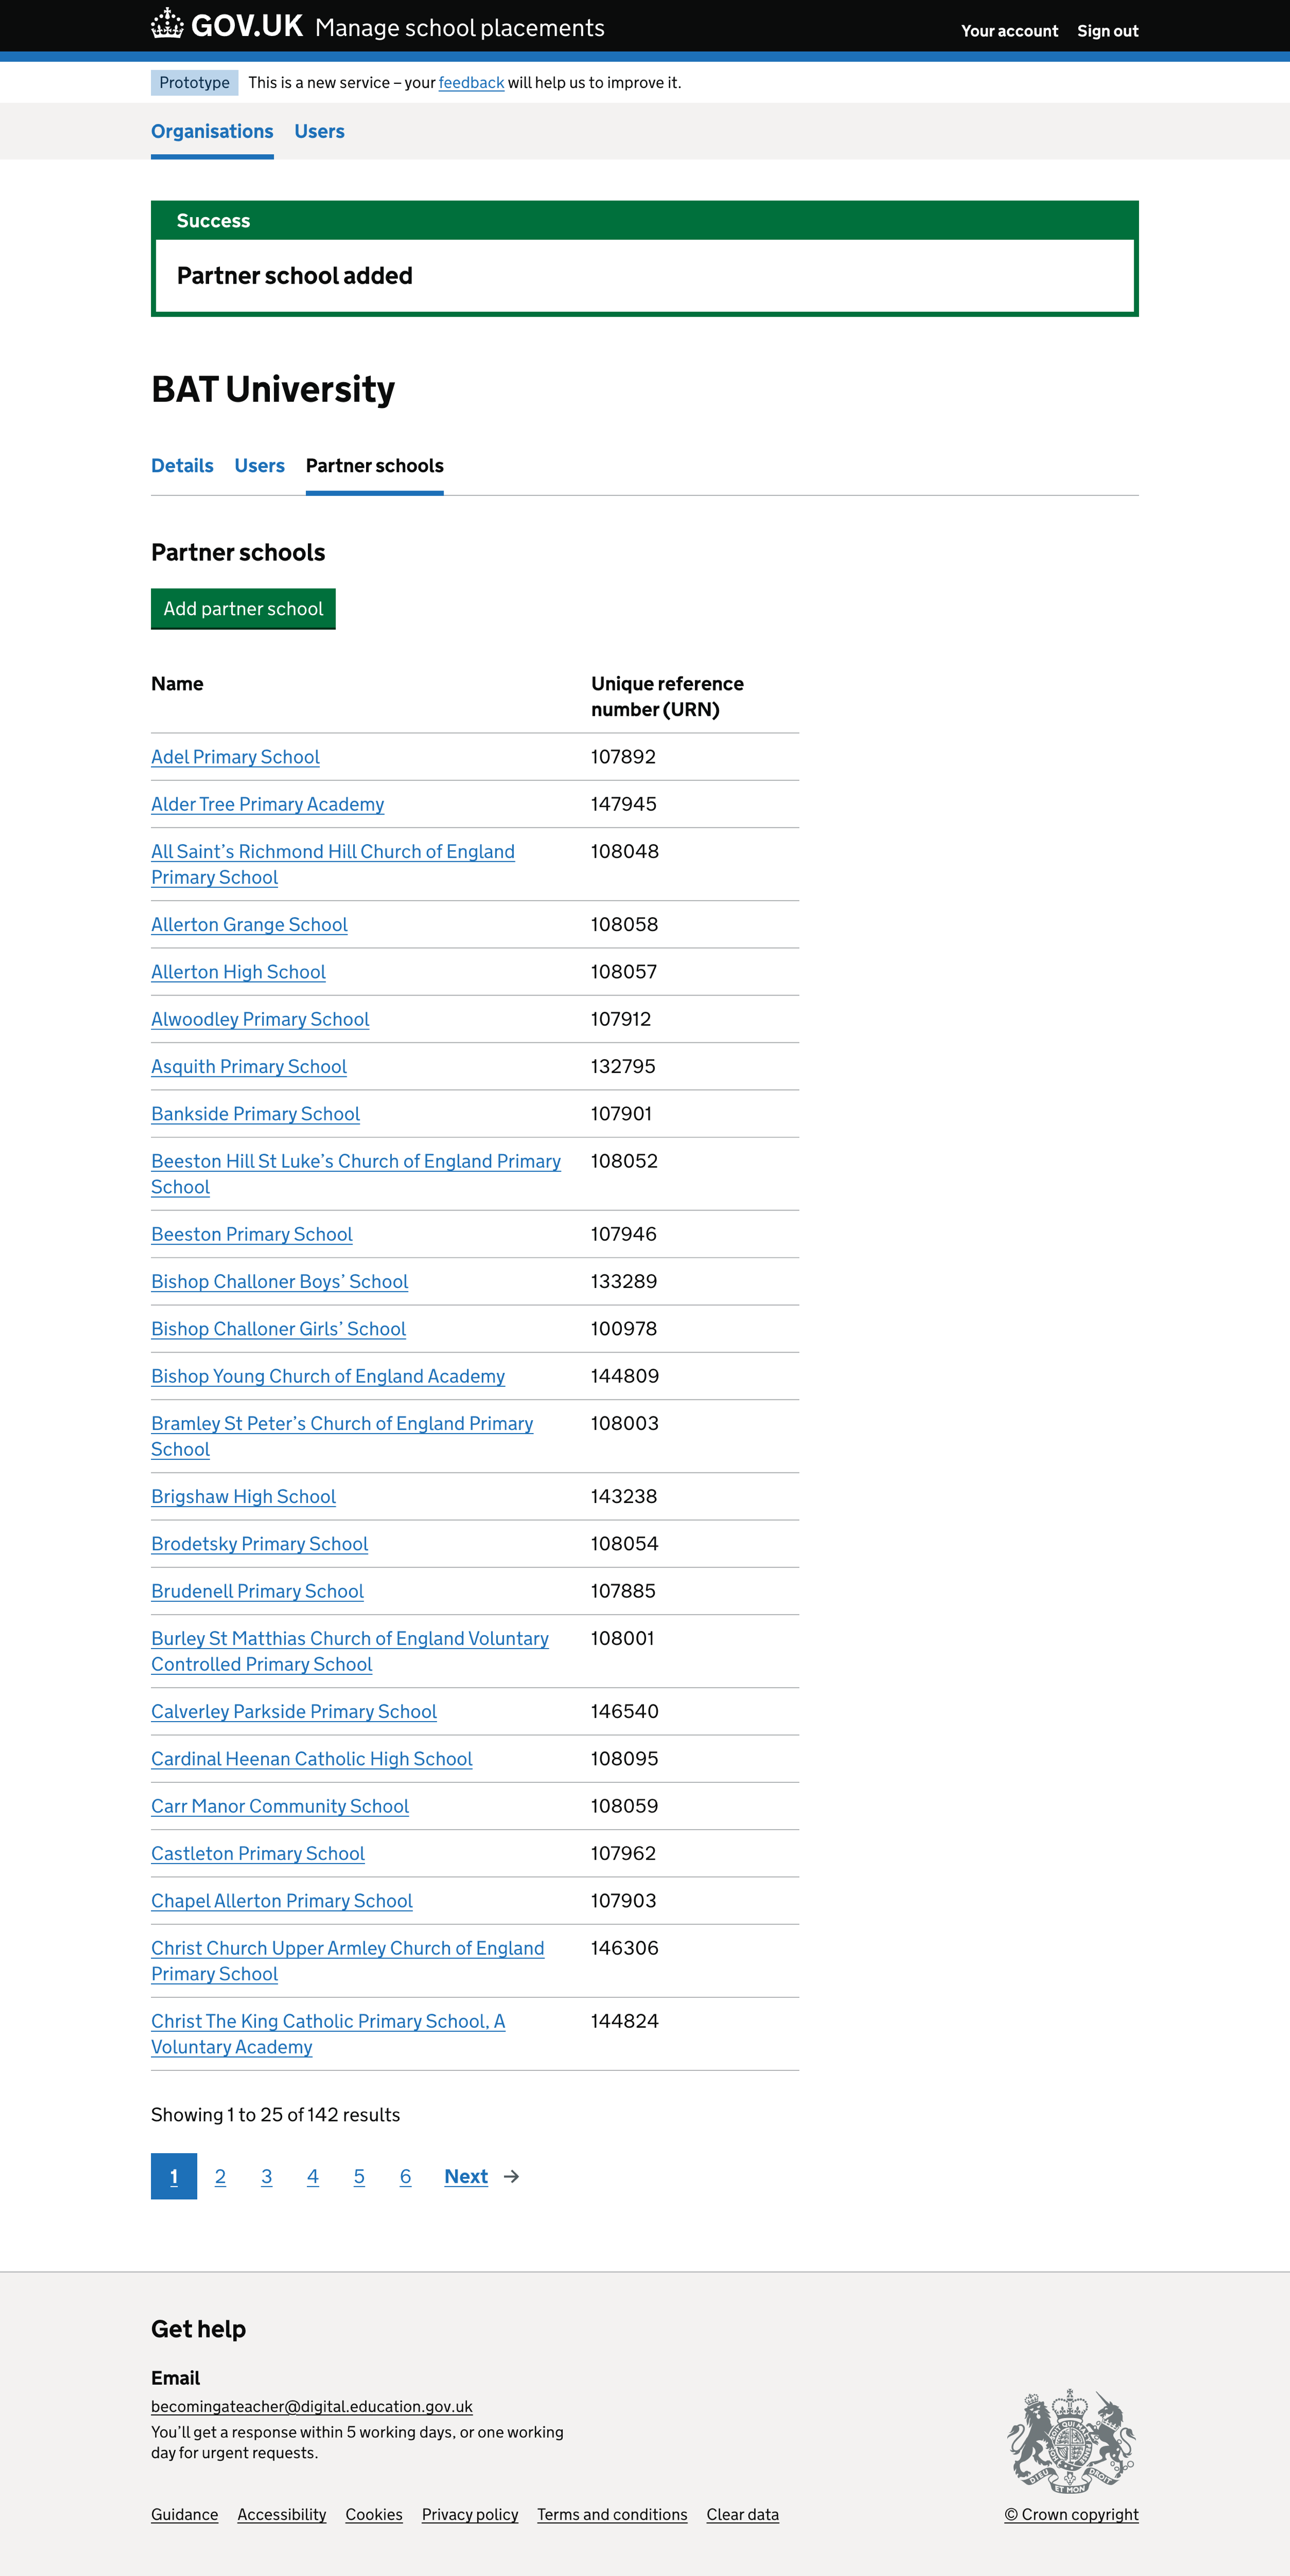 GOV.UK Manage school placements
Your account Sign out
Prototype This is a new service – your feedback will help us to improve it.
Organisations Users
Success
Partner school added
BAT University
Details Users Partner schools
Partner schools
Add partner school
Name Unique reference
number (URN)
Adel Primary School 107892
Alder Tree Primary Academy 147945
All Saint’s Richmond Hill Church of England 108048
Primary School
Allerton Grange School 108058
Allerton High School 108057
Alwoodley Primary School 107912
Asquith Primary School 132795
Bankside Primary School 107901
Beeston Hill St Luke’s Church of England Primary 108052
School
Beeston Primary School 107946
Bishop Challoner Boys’ School 133289
Bishop Challoner Girls’ School 100978
Bishop Young Church of England Academy 144809
Bramley St Peter’s Church of England Primary 108003
School
Brigshaw High School 143238
Brodetsky Primary School 108054
Brudenell Primary School 107885
Burley St Matthias Church of England Voluntary 108001
Controlled Primary School
Calverley Parkside Primary School 146540
Cardinal Heenan Catholic High School 108095
Carr Manor Community School 108059
Castleton Primary School 107962
Chapel Allerton Primary School 107903
Christ Church Upper Armley Church of England 146306
Primary School
Christ The King Catholic Primary School, A 144824
Voluntary Academy
Showing 1 to 25 of 142 results
1 2 3 4 5 6 Next →
Get help
Email
becomingateacher@digital.education.gov.uk
You’ll get a response within 5 working days, or one working
day for urgent requests.
DIEU ET MON DROIT
Guidance Accessibility Cookies Privacy policy Terms and conditions Clear data © Crown copyright